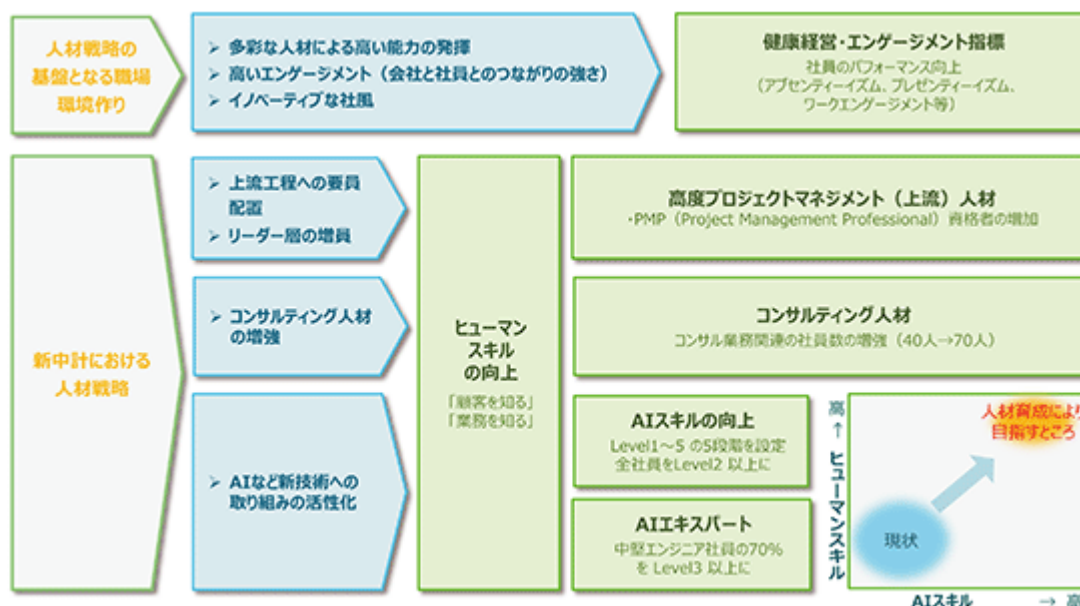 人材戦略の
基盤となる職場
環境作り
➢ 多彩な人材による高い能力の発揮
➢ 高いエンゲージメント（会社と社員とのつながりの強さ）
➢ イノベーティブな社風
健康経営・エンゲージメント指標
社員のパフォーマンス向上
（アブセンティーイズム、プレゼンティーイズム、
ワークエンゲージメント等）
新中計における
人材戦略
➢ 上流工程への要員
配置
➢ リーダー層の増員
➢ コンサルティング人材
の増強
➢ AIなど新技術への
取り組みの活性化
ヒューマン
スキル
の向上
「顧客を知る」
「業務を知る」
高度プロジェクトマネジメント（上流）人材
・PMP（Project Management Professional）資格者の増加
コンサルティング人材
コンサル業務関連の社員数の増強（40人→70人）
AIスキルの向上
Level1～5 の5段階を設定
全社員をLevel2 以上に
AIエキスパート
中堅エンジニア社員の70%
を Level3 以上に
高
↑
ヒューマンスキル
人材育成により
目指すところ
現状
AIスキル → 高